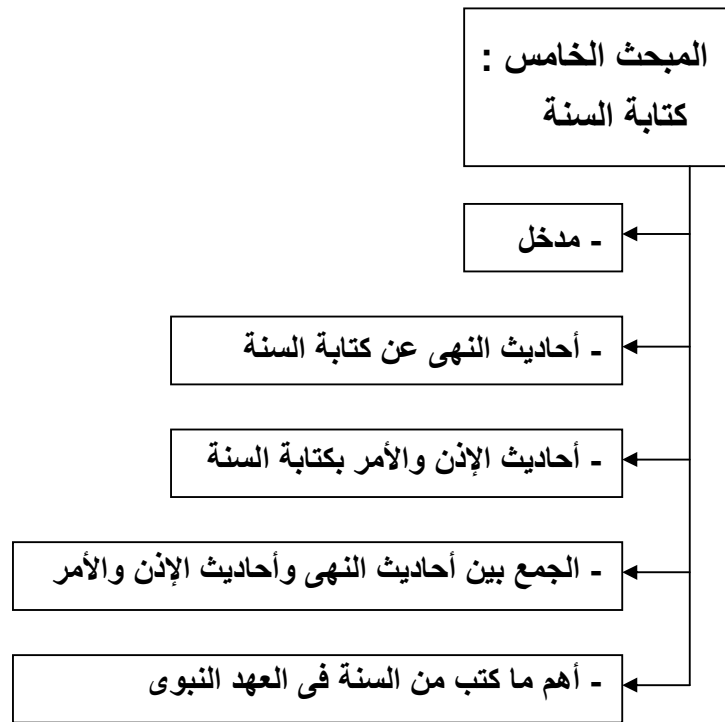 المبحث الخامس :
كتابة السنة
- مدخل
- أحاديث النهى عن كتابة السنة
- أحاديث الإذن والأمر بكتابة السنة
- الجمع بين أحاديث النهى وأحاديث الإذن والأمر
- أهم ما كتب من السنة فى العهد النبوى